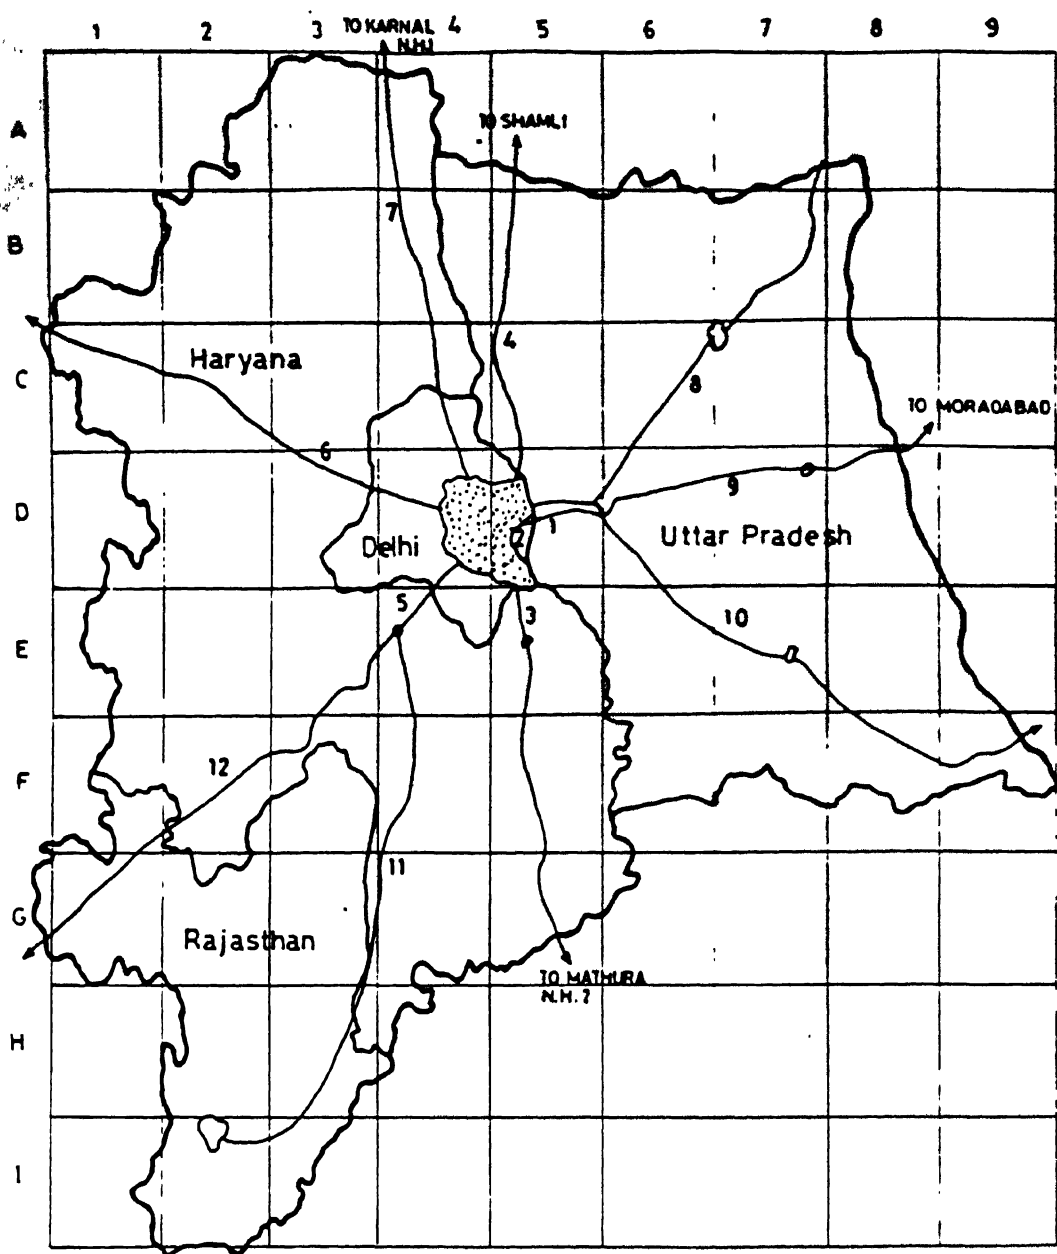 1 2 3 TO KARNAL 4 5 6 7 8 9
N.H.1
A
TO SHAMLI
7
B
4
Haryana
C
8
TO MORADABAD
6
9
D
1
2
Delhi
Uttar Pradesh
5
3
10
E
12
F
11
G
Rajasthan
TO MATHURA
N.H. 2
H
I